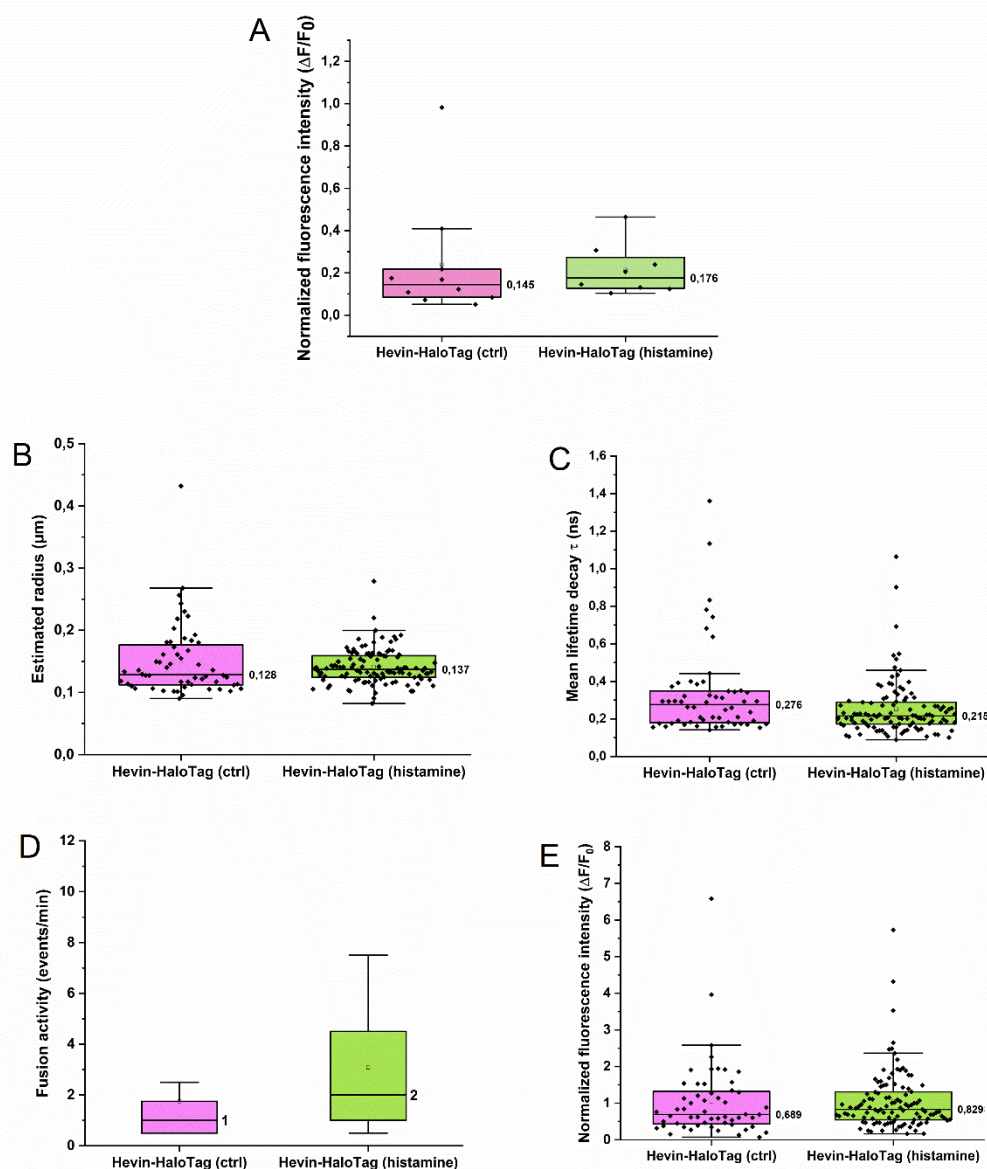 A
Normalized fluorescence intensity (ΔF/F₀)
1,2
1,0
0,8
0,6
0,4
0,2
0,0
0,145
0,176
Hevin-HaloTag (ctrl)
Hevin-HaloTag (histamine)
B
Estimated radius (µm)
0,5
0,4
0,3
0,2
0,1
0,0
0,128
0,137
Hevin-HaloTag (ctrl)
Hevin-HaloTag (histamine)
C
Mean lifetime decay τ (ns)
1,6
1,4
1,2
1,0
0,8
0,6
0,4
0,2
0,0
0,276
0,215
Hevin-HaloTag (ctrl)
Hevin-HaloTag (histamine)
D
Fusion activity (events/min)
12
10
8
6
4
2
0
1
2
Hevin-HaloTag (ctrl)
Hevin-HaloTag (histamine)
E
Normalized fluorescence intensity (ΔF/F₀)
8
7
6
5
4
3
2
1
0
0,689
0,829
Hevin-HaloTag (ctrl)
Hevin-HaloTag (histamine)